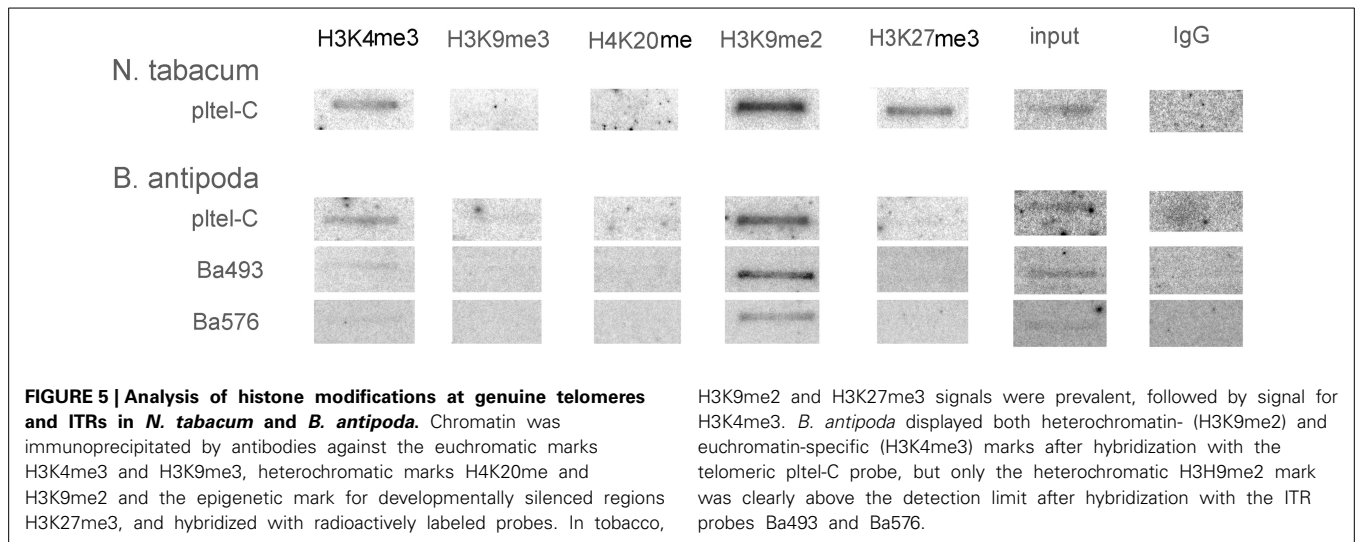 H3K4me3 H3K9me3 H4K20me H3K9me2 H3K27me3 input IgG
N. tabacum
pltel-C
B. antipoda
pltel-C
Ba493
Ba576
FIGURE 5 | Analysis of histone modifications at genuine telomeres
and ITRs in N. tabacum and B. antipoda. Chromatin was
immunoprecipitated by antibodies against the euchromatic marks
H3K4me3 and H3K9me3, heterochromatic marks H4K20me and
H3K9me2 and the epigenetic mark for developmentally silenced regions
H3K27me3, and hybridized with radioactively labeled probes. In tobacco,
H3K9me2 and H3K27me3 signals were prevalent, followed by signal for
H3K4me3. B. antipoda displayed both heterochromatin- (H3K9me2) and
euchromatin-specific (H3K4me3) marks after hybridization with the
telomeric pltel-C probe, but only the heterochromatic H3H9me2 mark
was clearly above the detection limit after hybridization with the ITR
probes Ba493 and Ba576.